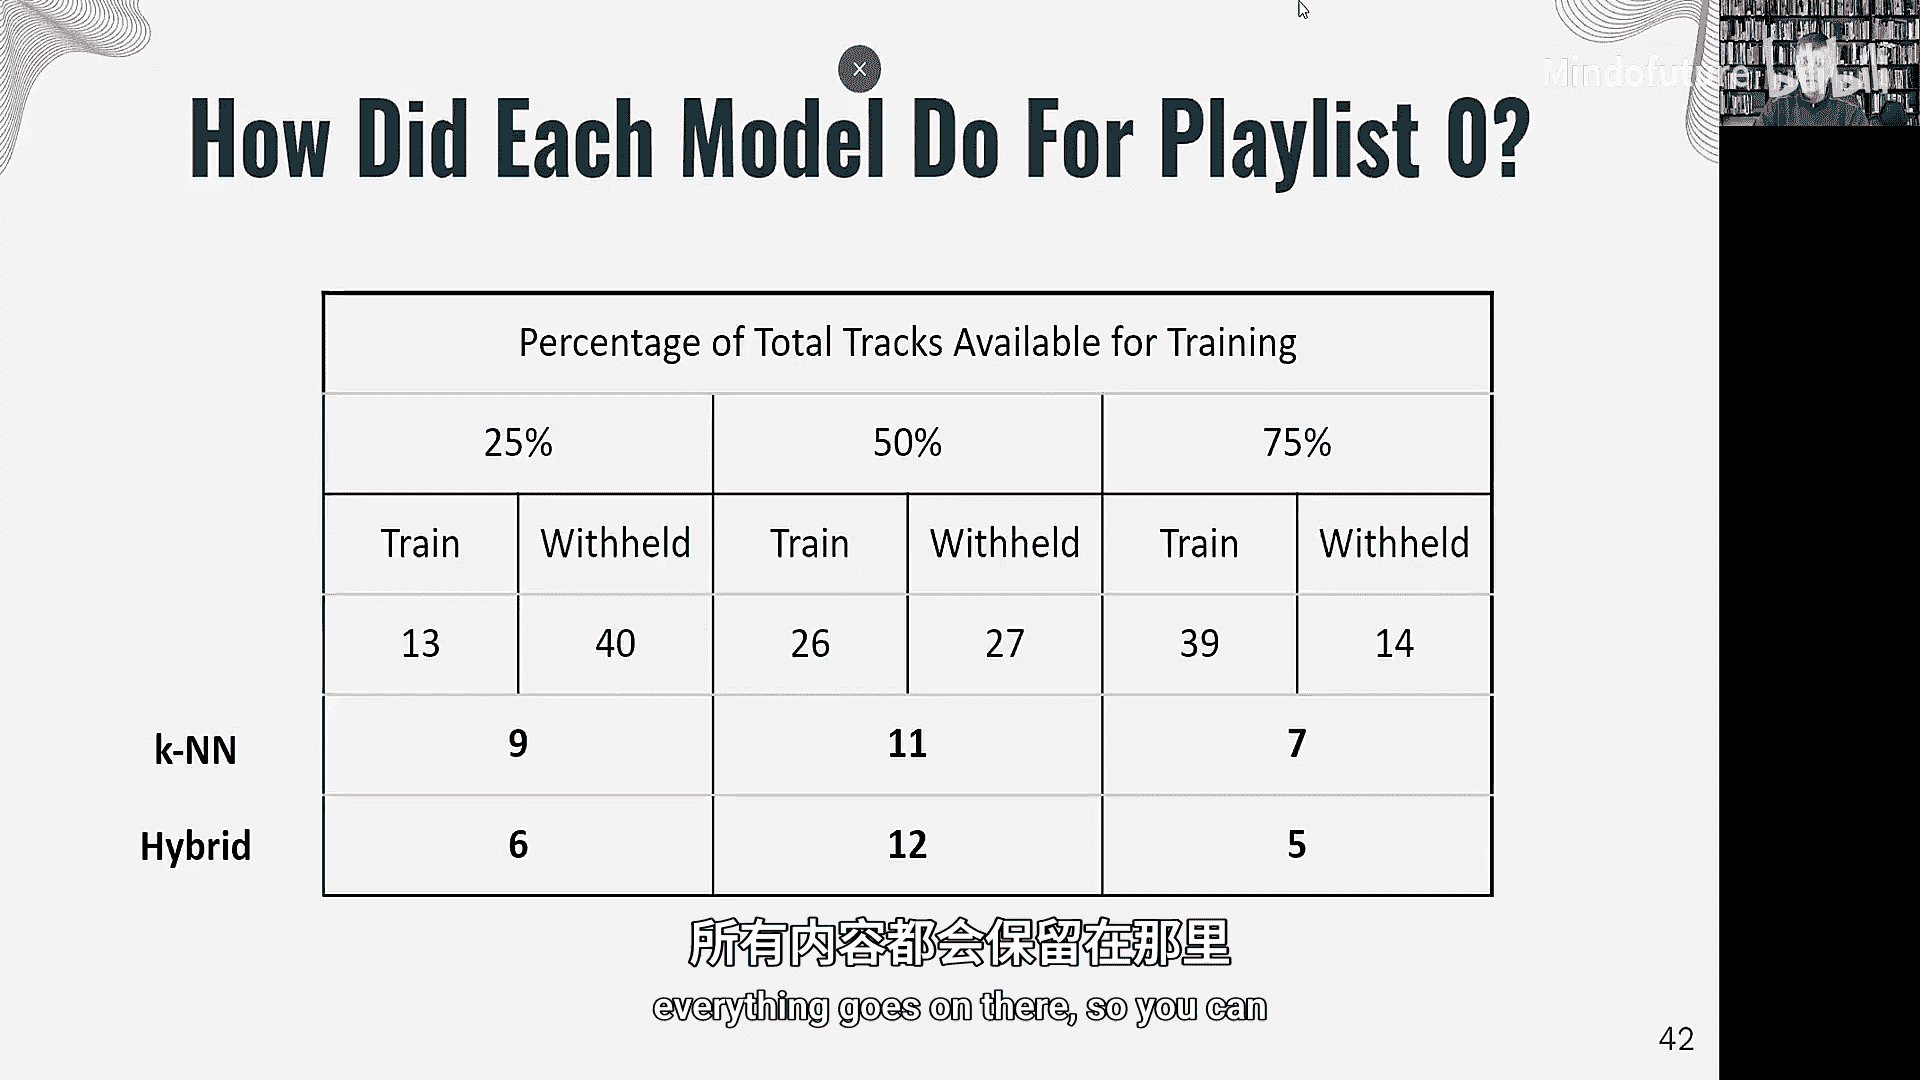 Mindofuture bilibili
How Did Each Model Do For Playlist 0?
Percentage of Total Tracks Available for Training
25% 50% 75%
Train Withheld Train Withheld Train Withheld
13 40 26 27 39 14
k-NN 9 11 7
Hybrid 6 12 5
所有内容都会保留在那里
everything goes on there, so you can
42